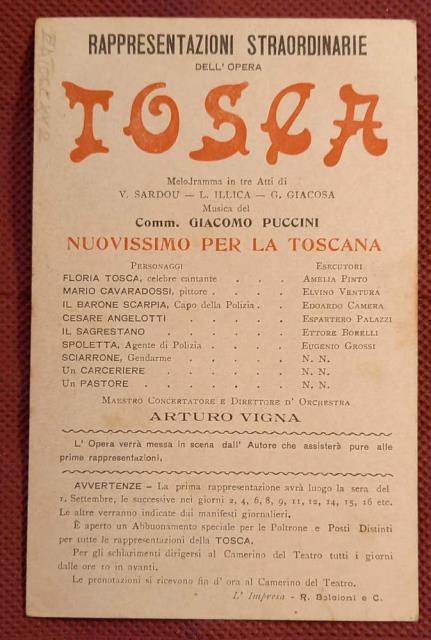 RAPPRESENTAZIONI STRAORDINARIE
DELL' OPERA
TOSCA
MeloJramma in tre Atti di
V. SARDOU — L. ILLICA — G. GIACOSA
Musica del
Comm. GIACOMO PUCCINI
NUOVISSIMO PER LA TOSCANA
PERSONAGGI ESECUTORI
FLORIA TOSCA, celebre cantante . . . AMELIA PINTO
MARIO CAVARADOSSI, pittore . . . . ELVINO VENTURA
IL BARONE SCARPIA, Capo della Polizia . . EDOARDO CAMERA
CESARE ANGELOTTI . . . . . . ESPARTERO PALAZZI
IL SAGRESTANO . . . . . . ETTORE BORELLI
SPOLETTA, Agente di Polizia . . . . EUGENIO GROSSI
SCIARRONE, Gendarme . . . . . N. N.
Un CARCERIERE . . . . . . N. N.
Un PASTORE . . . . . . . N. N.
MAESTRO CONCERTATORE E DIRETTORE D' ORCHESTRA
ARTURO VIGNA
L' Opera verrà messa in scena dall' Autore che assisterà pure alle
prime rappresentazioni.
AVVERTENZE - La prima rappresentazione avrà luogo la sera del
1. Settembre, le successive nei giorni 2, 4, 6, 8, 9, 11, 12, 14, 15, 16 etc.
Le altre verranno indicate dai manifesti giornalieri.
È aperto un Abbuonamento speciale per le Poltrone e Posti Distinti
per tutte le rappresentazioni della TOSCA.
Per gli schiarimenti dirigersi al Camerino del Teatro tutti i giorni
dalle ore 10 in avanti.
Le prenotazioni si ricevono fin d' ora al Camerino del Teatro.
L' Impresa - R. Bolcioni e C.